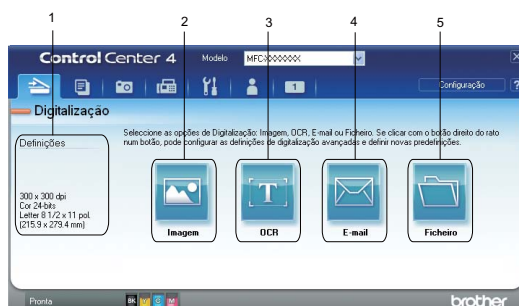 1 2 3 4 5
Control Center 4 Modelo MFCXXXXXXX X
1 Configuração ?
Digitalização
Definições
Seleccione as opções de Digitalização: Imagem, OCR, E-mail ou Ficheiro. Se clicar com o botão direito do rato
num botão, pode configurar as definições de digitalização avançadas e definir novas predefinições.
300 x 300 dpi
Cor 24-bits
Letter 8 1/2 x 11 pol.
(215.9 x 279.4 mm)
T
Imagem OCR E-mail Ficheiro
Pronta BK Y C M brother